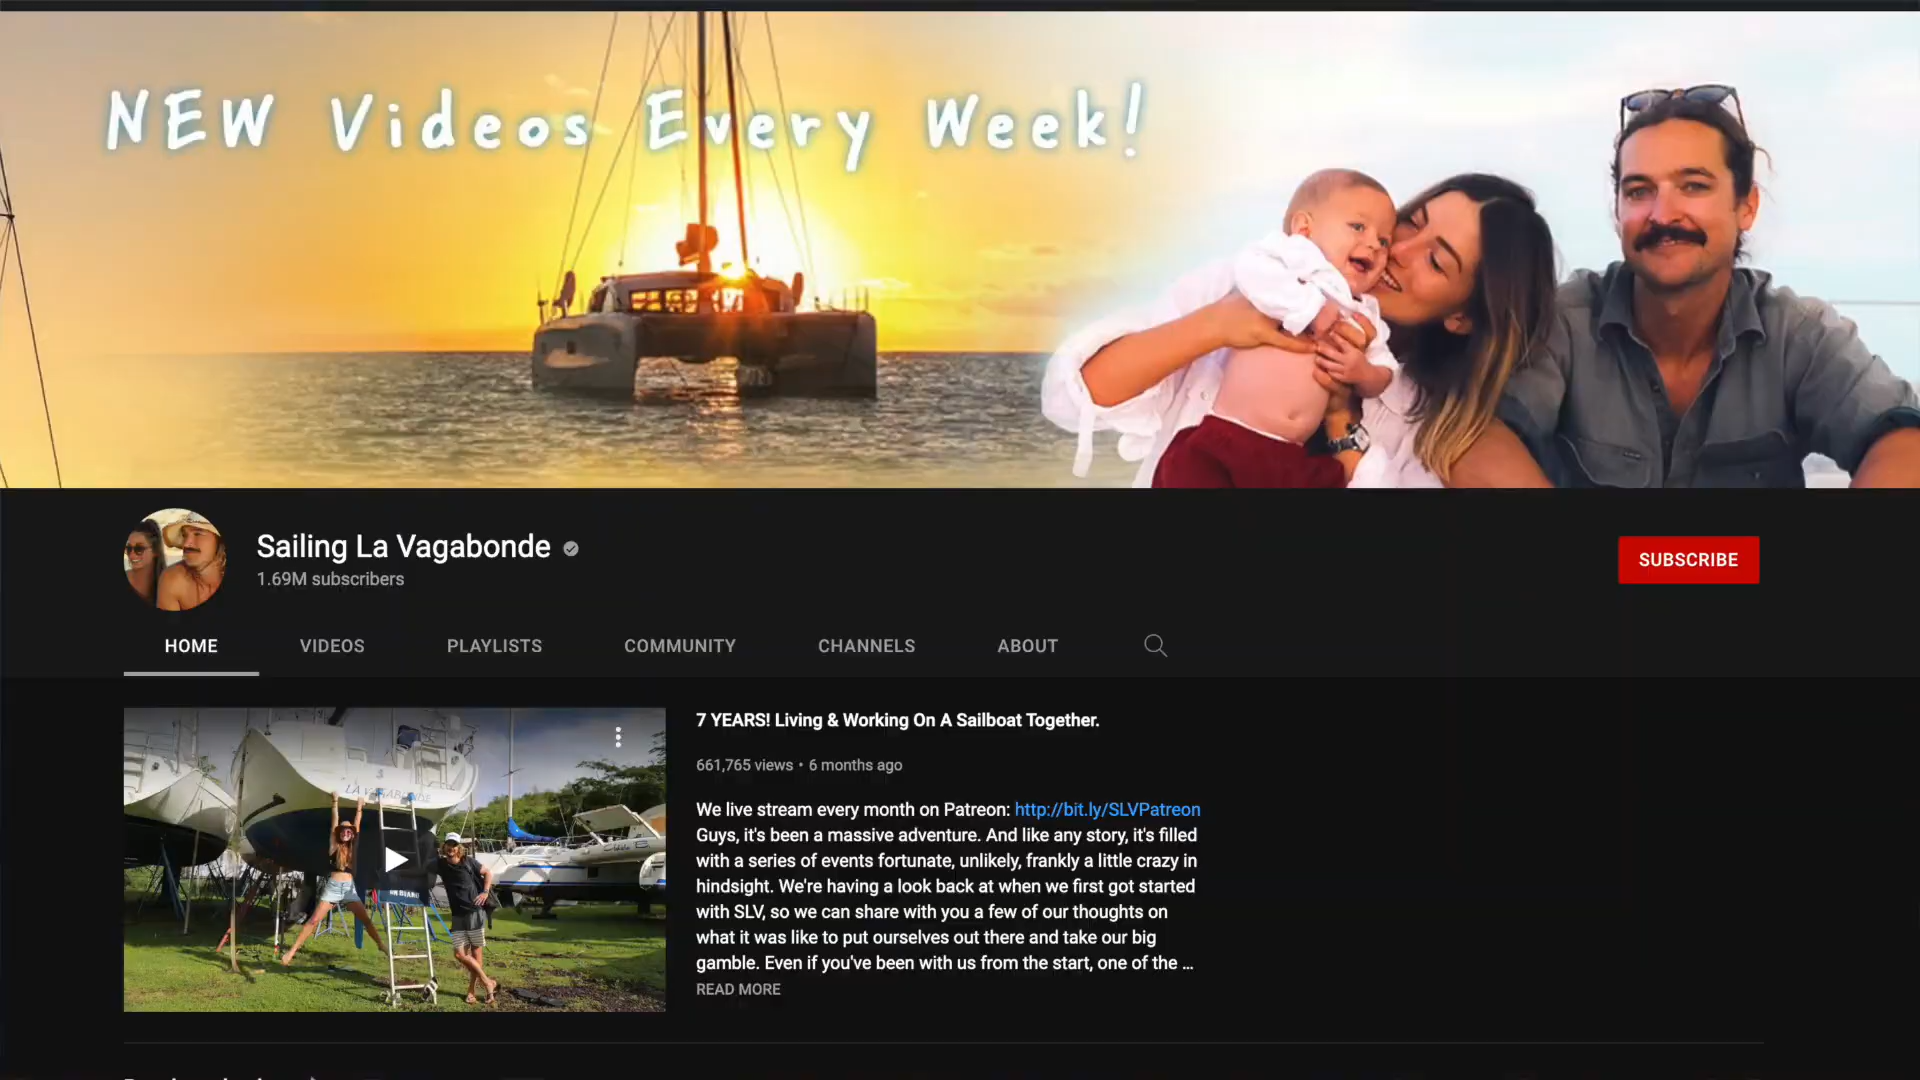 NEW Videos Every Week!
Sailing La Vagabonde
1.69M subscribers
SUBSCRIBE
HOME VIDEOS PLAYLISTS COMMUNITY CHANNELS ABOUT
LA VAGABONDE
7 YEARS! Living & Working On A Sailboat Together.
661,765 views • 6 months ago
We live stream every month on Patreon: http://bit.ly/SLVPatreon
Guys, it's been a massive adventure. And like any story, it's filled
with a series of events fortunate, unlikely, frankly a little crazy in
hindsight. We're having a look back at when we first got started
with SLV, so we can share with you a few of our thoughts on
what it was like to put ourselves out there and take our big
gamble. Even if you've been with us from the start, one of the ...
READ MORE